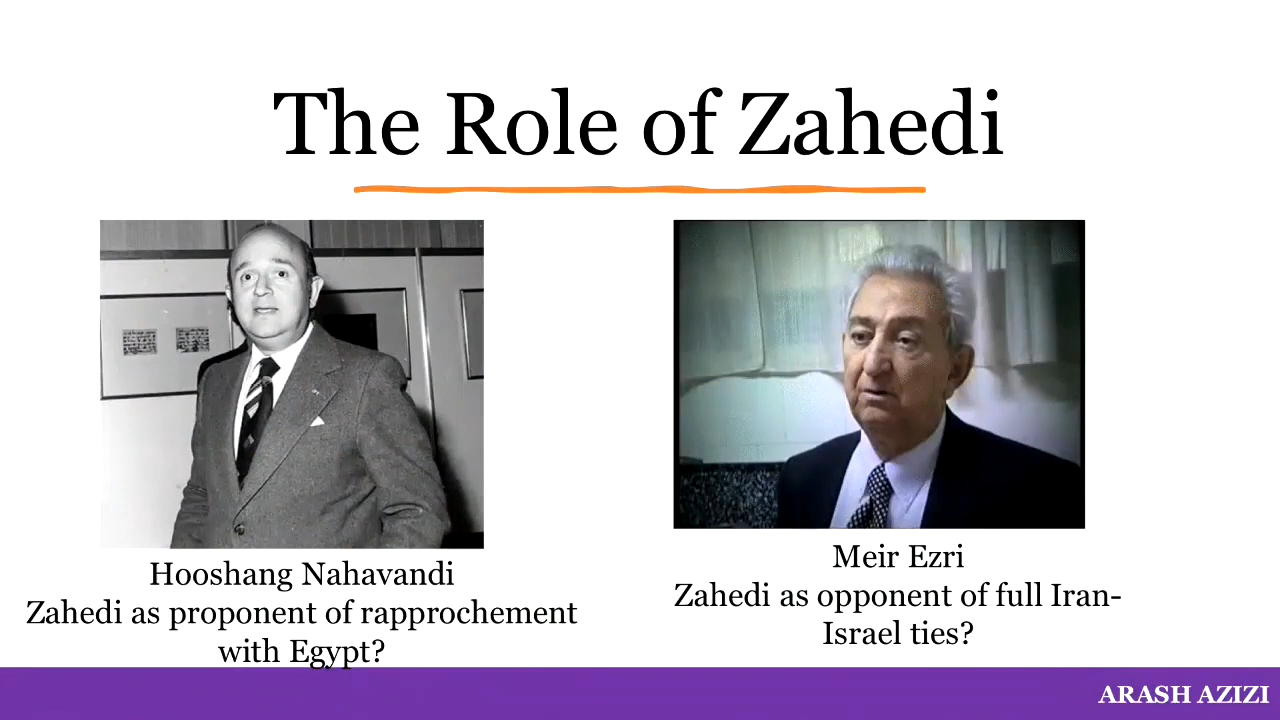 The Role of Zahedi
Hooshang Nahavandi
Zahedi as proponent of rapprochement
with Egypt?
Meir Ezri
Zahedi as opponent of full Iran-
Israel ties?
ARASH AZIZI